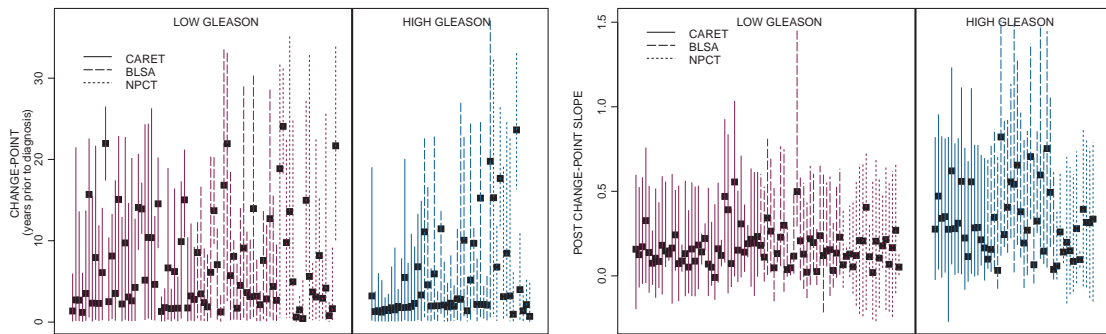 LOW GLEASON
HIGH GLEASON
CARET
BLSA
NPCT
CHANGE-POINT
(years prior to diagnosis)
0
10
20
30
LOW GLEASON
HIGH GLEASON
CARET
BLSA
NPCT
POST CHANGE-POINT SLOPE
0.0
0.5
1.0
1.5